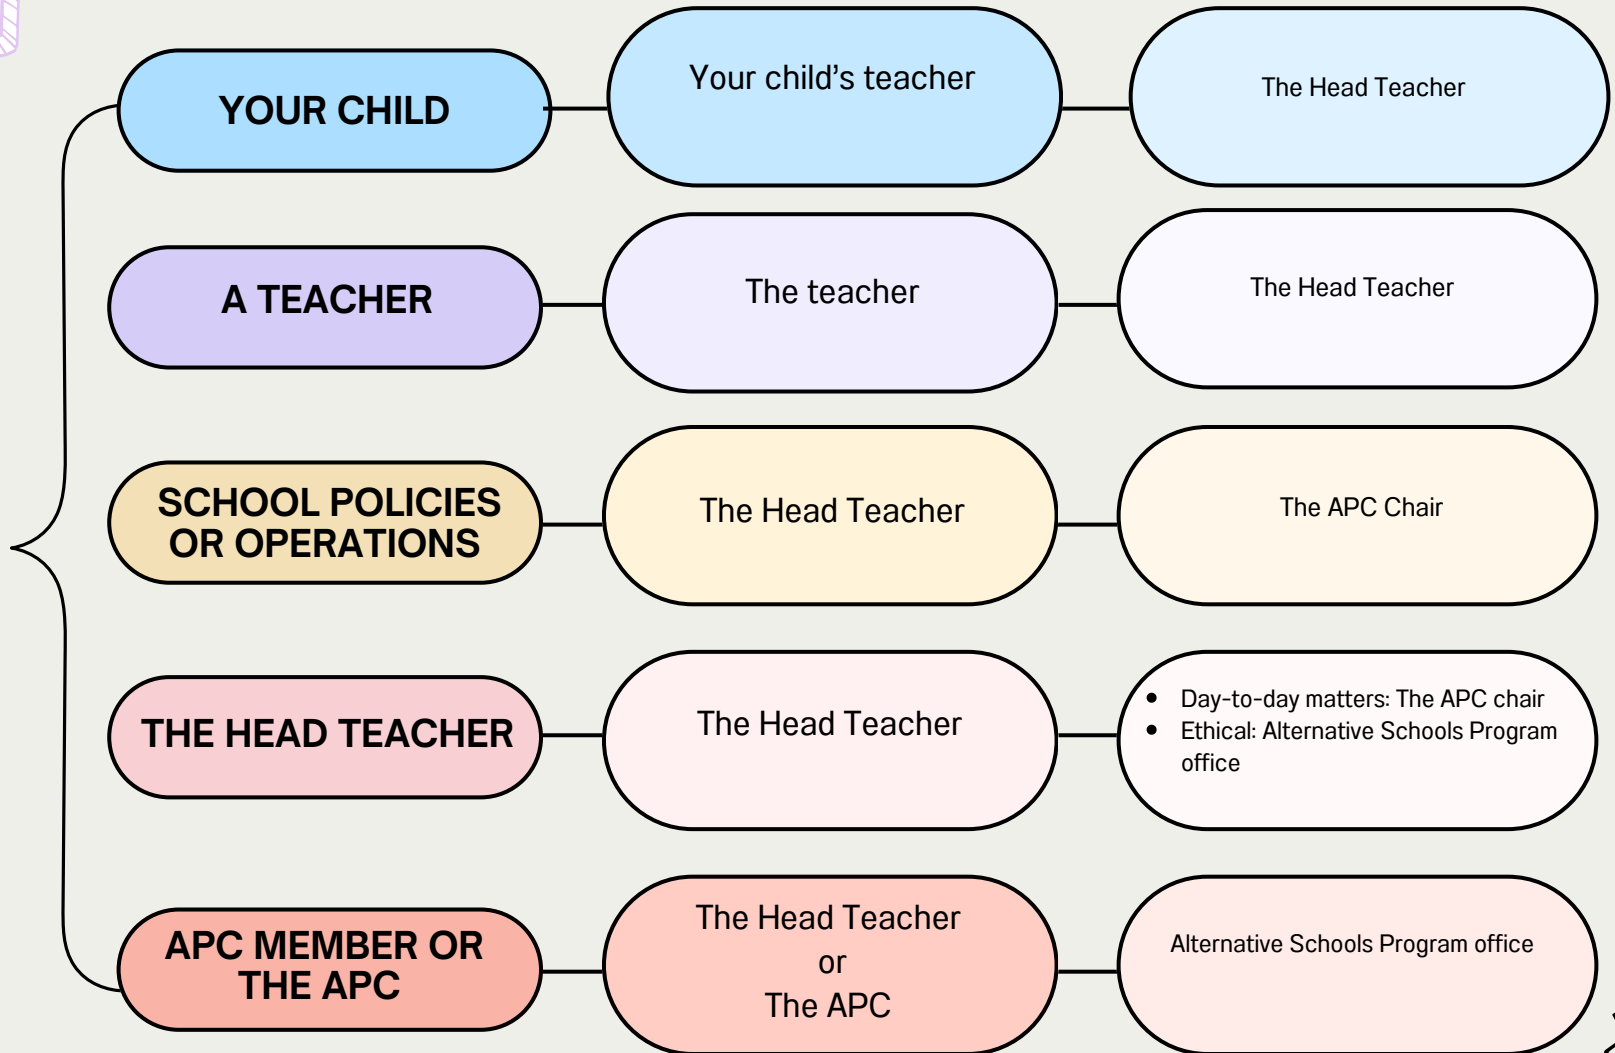 YOUR CHILD
Your child's teacher
The Head Teacher
A TEACHER
The teacher
The Head Teacher
SCHOOL POLICIES
OR OPERATIONS
The Head Teacher
The APC Chair
THE HEAD TEACHER
The Head Teacher
• Day-to-day matters: The APC chair
• Ethical: Alternative Schools Program
office
APC MEMBER OR
THE APC
The Head Teacher
or
The APC
Alternative Schools Program office